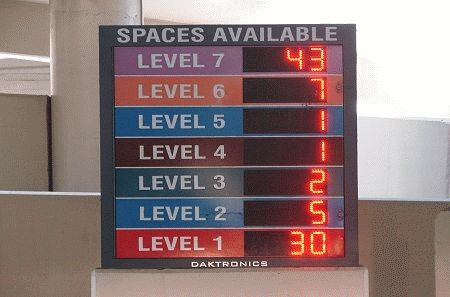 SPACES AVAILABLE
LEVEL 7 43
LEVEL 6 7
LEVEL 5 1
LEVEL 4 1
LEVEL 3 2
LEVEL 2 5
LEVEL 1 30
DAKTRONICS